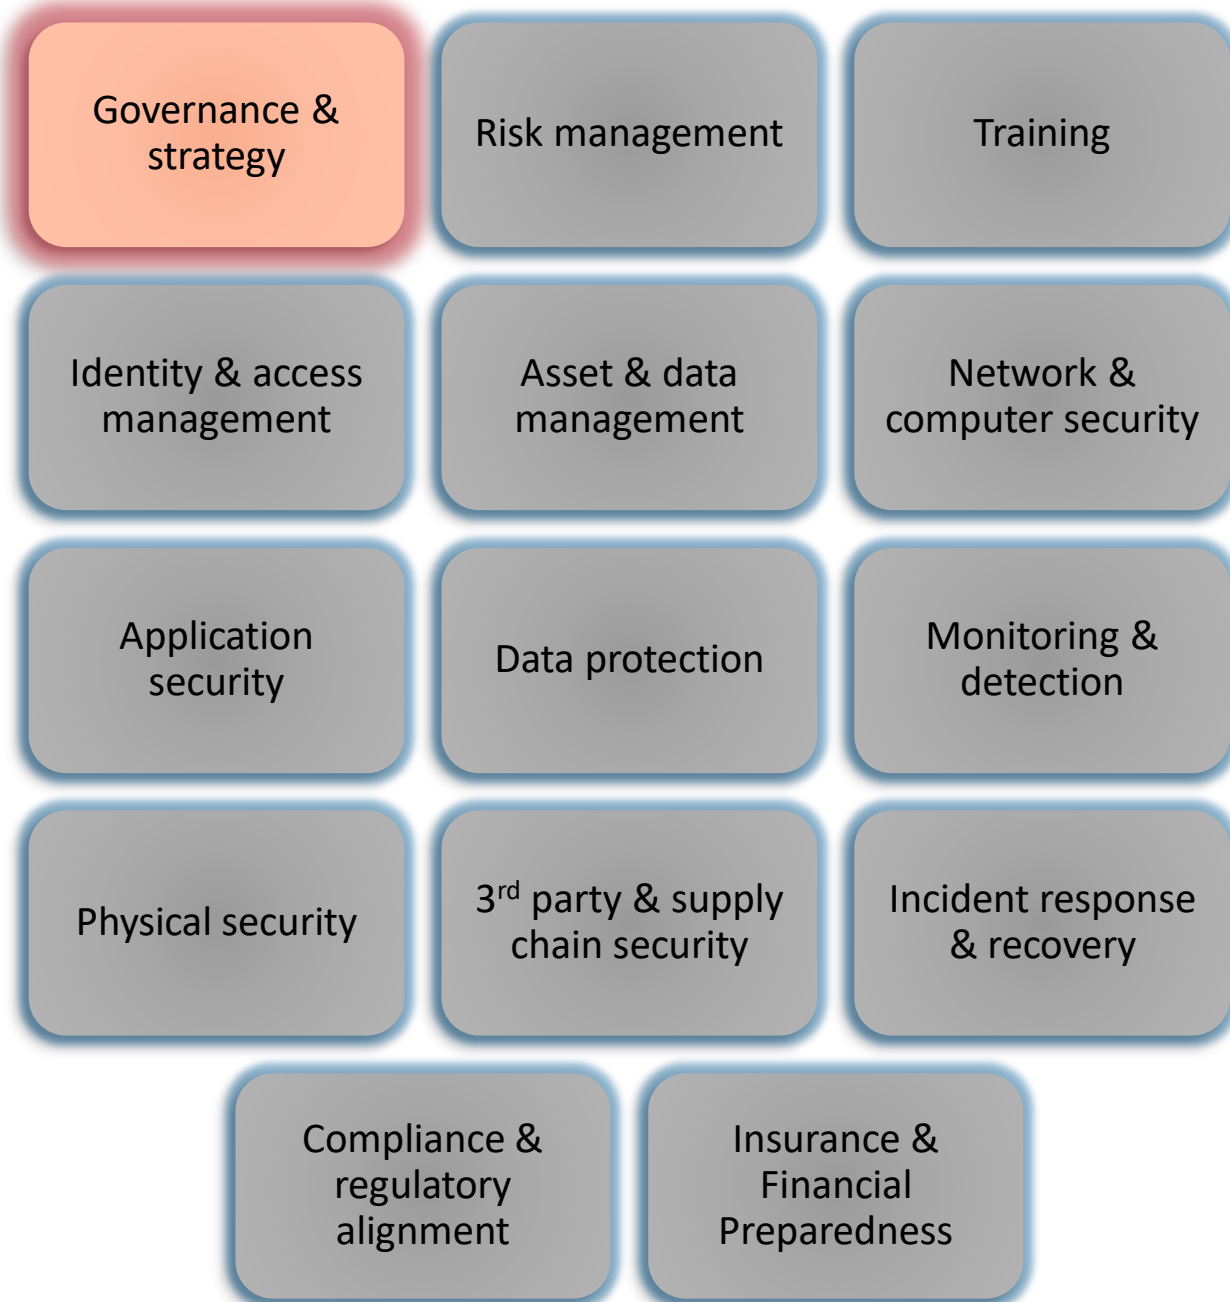 Governance &
strategy
Risk management
Training
Identity & access
management
Asset & data
management
Network &
computer security
Application
security
Data protection
Monitoring &
detection
Physical security
3rd party & supply
chain security
Incident response
& recovery
Compliance &
regulatory
alignment
Insurance &
Financial
Preparedness